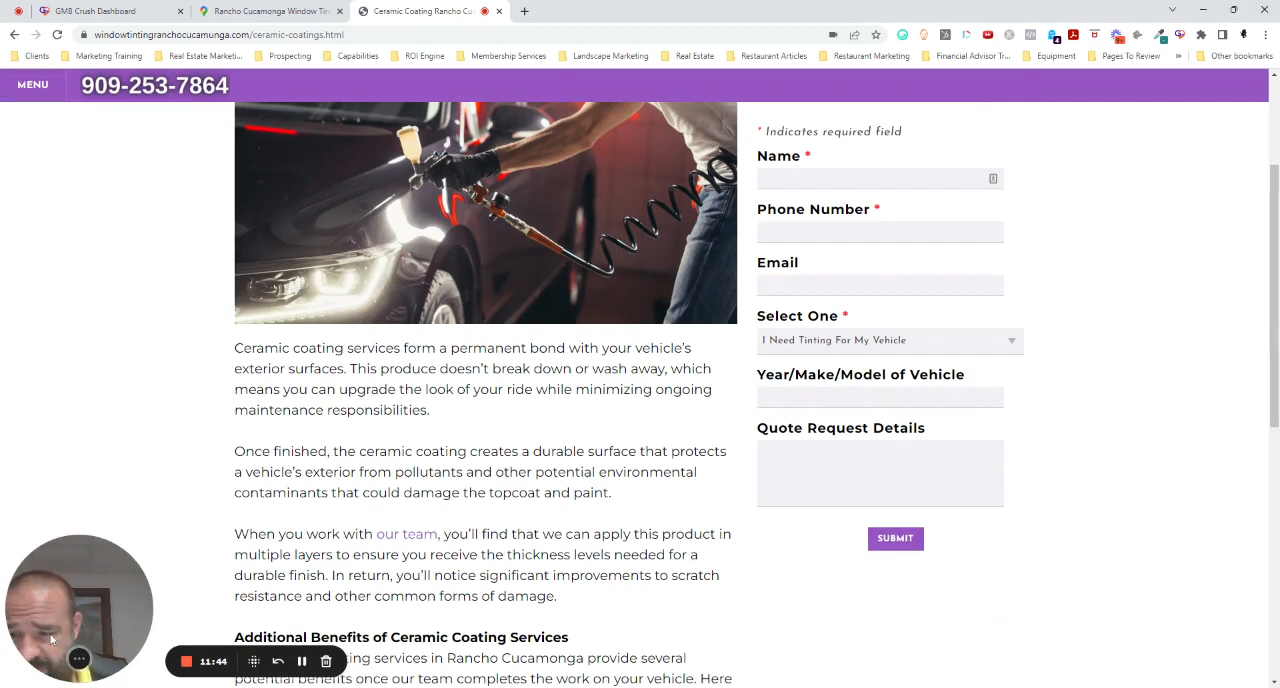 GMB Crush Dashboard
Rancho Cucamonga Window Tin
Ceramic Coating Rancho Cu
windowtintingranchocucamunga.com/ceramic-coatings.html
Clients
Marketing Training
Real Estate Marketi...
Prospecting
Capabilities
ROI Engine
Membership Services
Landscape Marketing
Real Estate
Restaurant Articles
Restaurant Marketing
Financial Advisor Tr...
Equipment
Pages To Review
»
Other bookmarks
MENU
909-253-7864
* Indicates required field
Name *
Phone Number *
Email
Select One *
I Need Tinting For My Vehicle
Year/Make/Model of Vehicle
Quote Request Details
SUBMIT
Ceramic coating services form a permanent bond with your vehicle's
exterior surfaces. This produce doesn't break down or wash away, which
means you can upgrade the look of your ride while minimizing ongoing
maintenance responsibilities.
Once finished, the ceramic coating creates a durable surface that protects
a vehicle's exterior from pollutants and other potential environmental
contaminants that could damage the topcoat and paint.
When you work with our team, you'll find that we can apply this product in
multiple layers to ensure you receive the thickness levels needed for a
durable finish. In return, you'll notice significant improvements to scratch
resistance and other common forms of damage.
Additional Benefits of Ceramic Coating Services
ting services in Rancho Cucamonga provide several
potential benefits once our team completes the work on your vehicle. Here
11:44